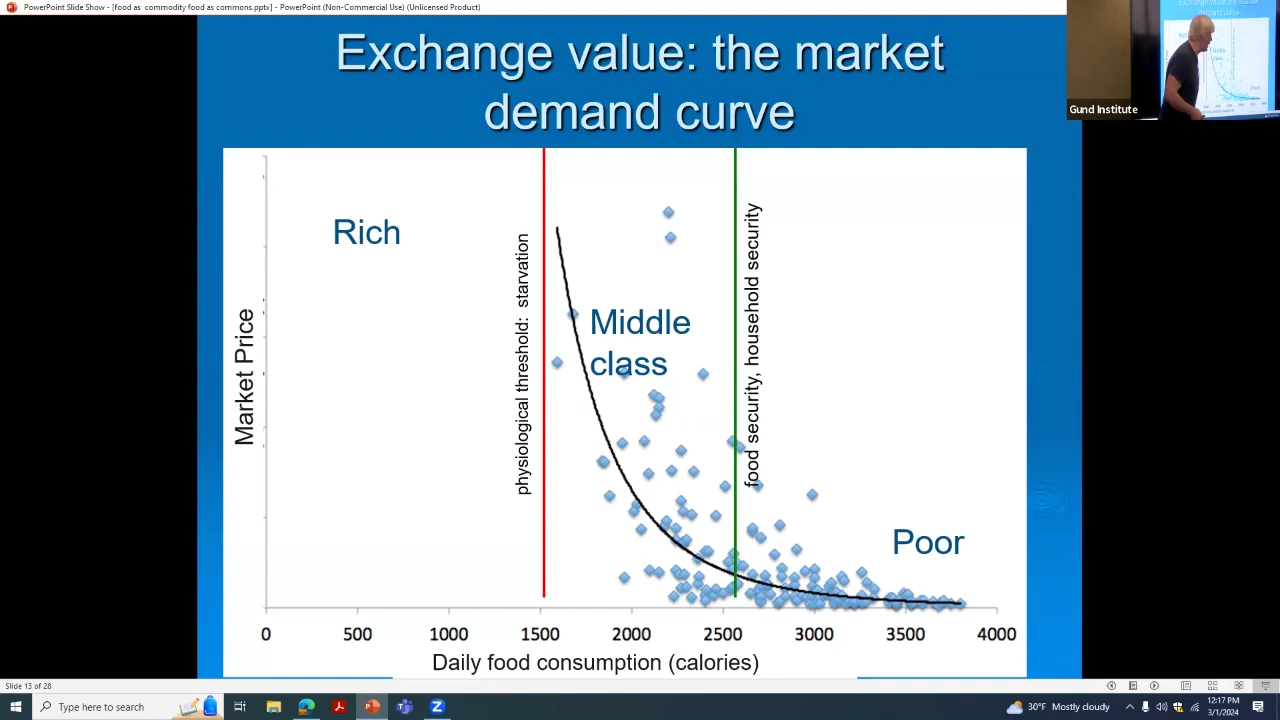 PowerPoint Slide Show - [food as  commodity food as commons.pptx] - PowerPoint (Non-Commercial Use) (Unlicensed Product)
Exchange value: the market
demand curve
Gund Institute
Rich
Middle
class
Poor
Market Price
physiological threshold:  starvation
food security, household security
0 500 1000 1500 2000 2500 3000 3500 4000
Daily food consumption (calories)
Slide 13 of 28
Type here to search
30°F Mostly cloudy
12:17 PM
3/1/2024